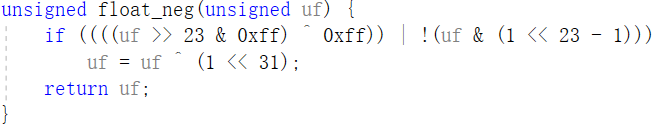 unsigned float_neg(unsigned uf) {
    if ((((uf >> 23 & 0xff) ^ 0xff)) | !(uf & (1 << 23 - 1)))
        uf = uf ^ (1 << 31);
    return uf;
}